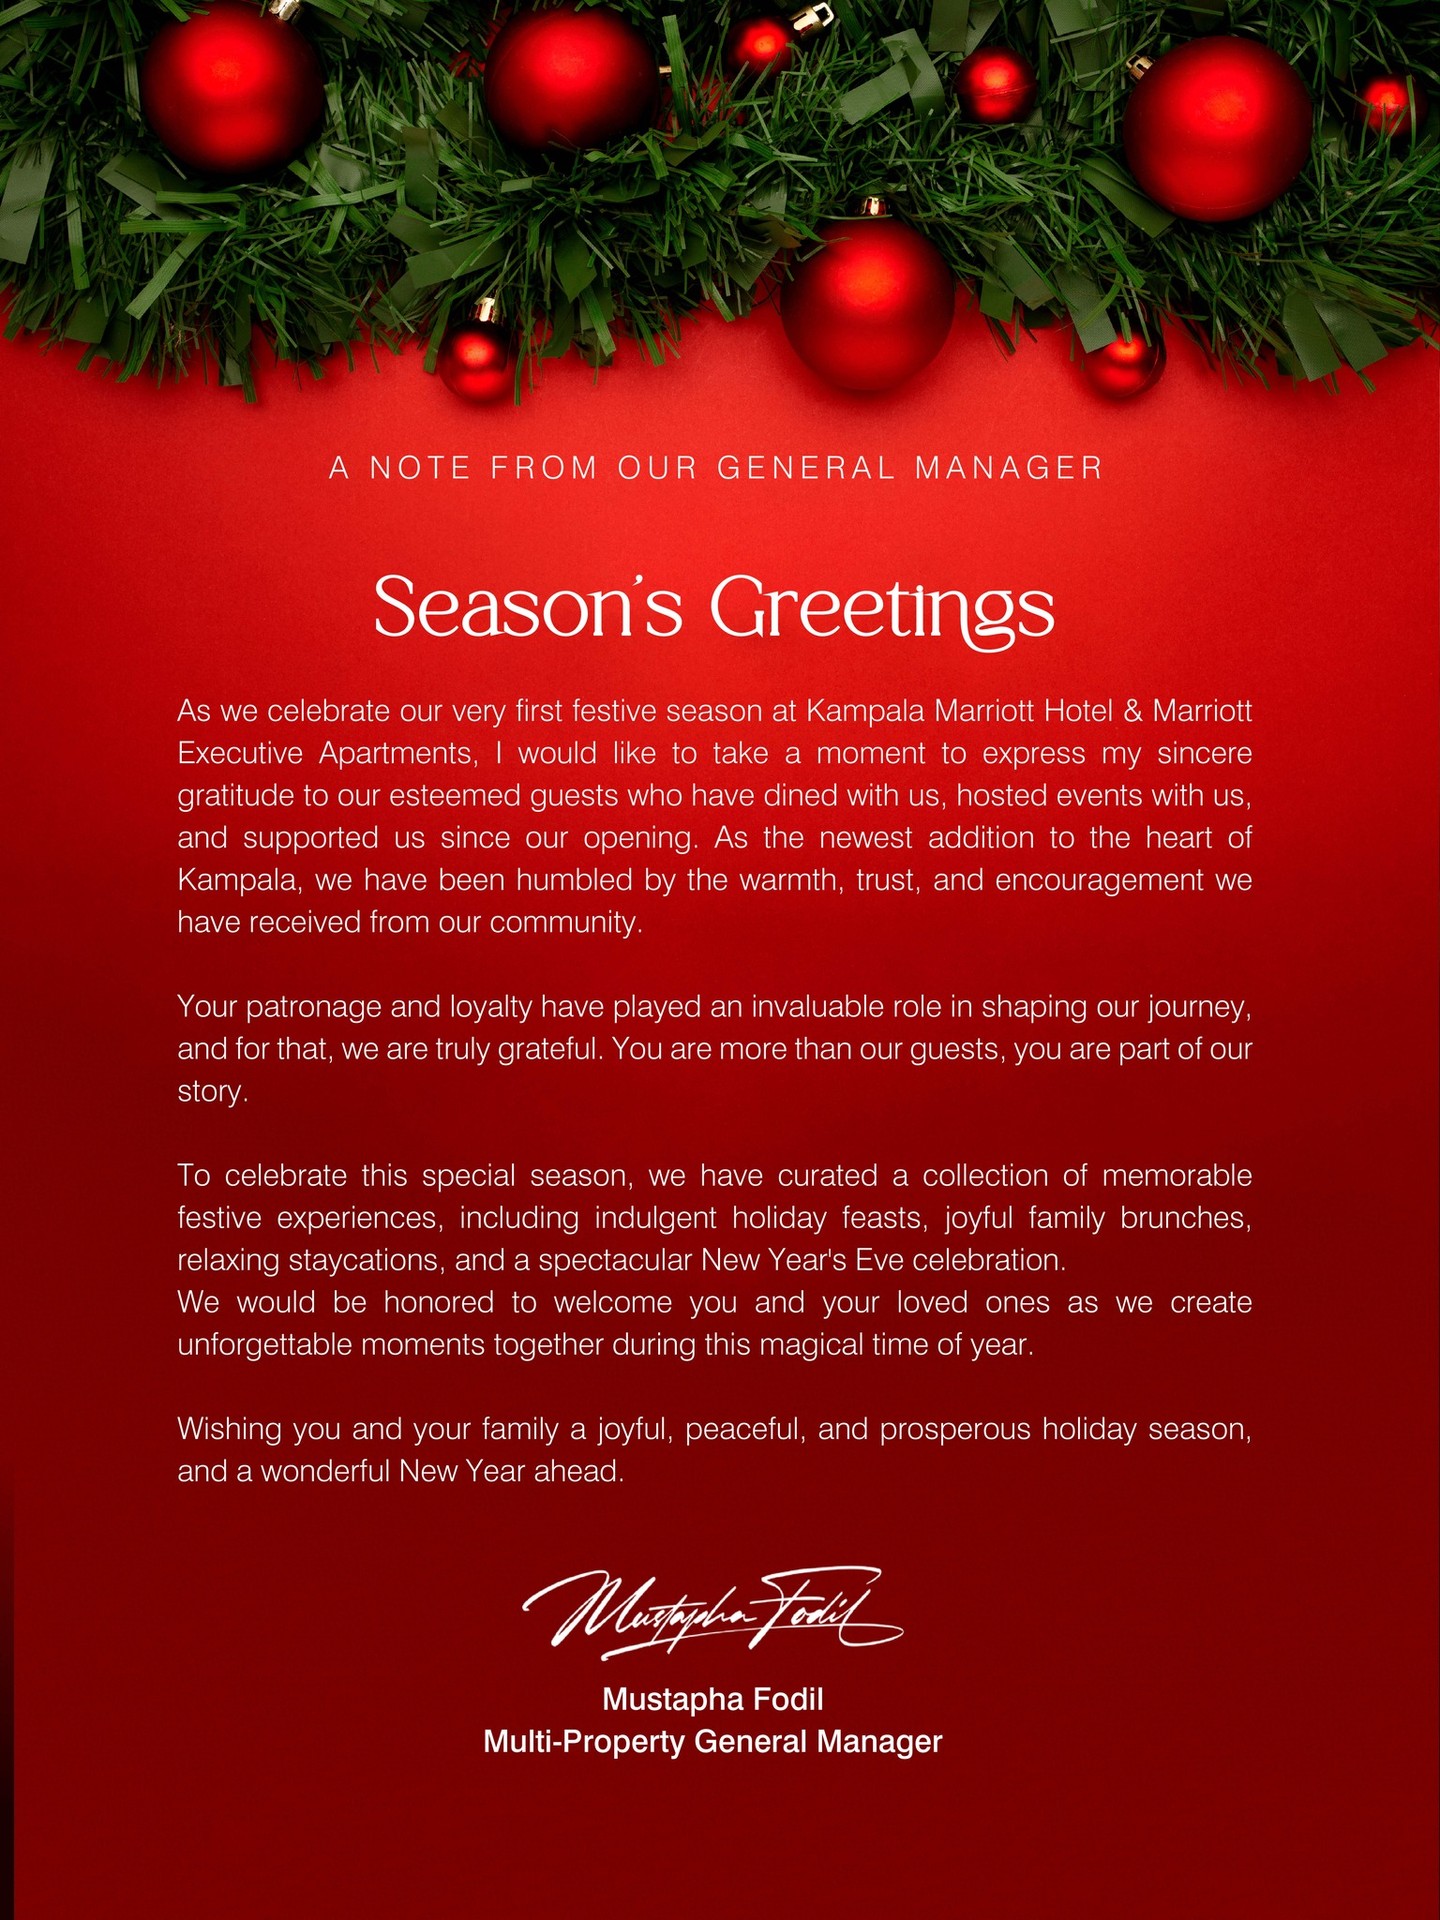 A NOTE FROM OUR GENERAL MANAGER
Season's Greetings
As we celebrate our very first festive season at Kampala Marriott Hotel & Marriott
Executive Apartments, I would like to take a moment to express my sincere
gratitude to our esteemed guests who have dined with us, hosted events with us,
and supported us since our opening. As the newest addition to the heart of
Kampala, we have been humbled by the warmth, trust, and encouragement we
have received from our community.
Your patronage and loyalty have played an invaluable role in shaping our journey,
and for that, we are truly grateful. You are more than our guests, you are part of our
story.
To celebrate this special season, we have curated a collection of memorable
festive experiences, including indulgent holiday feasts, joyful family brunches,
relaxing staycations, and a spectacular New Year's Eve celebration.
We would be honored to welcome you and your loved ones as we create
unforgettable moments together during this magical time of year.
Wishing you and your family a joyful, peaceful, and prosperous holiday season,
and a wonderful New Year ahead.
Mustapha Fodil
Mustapha Fodil
Multi-Property General Manager